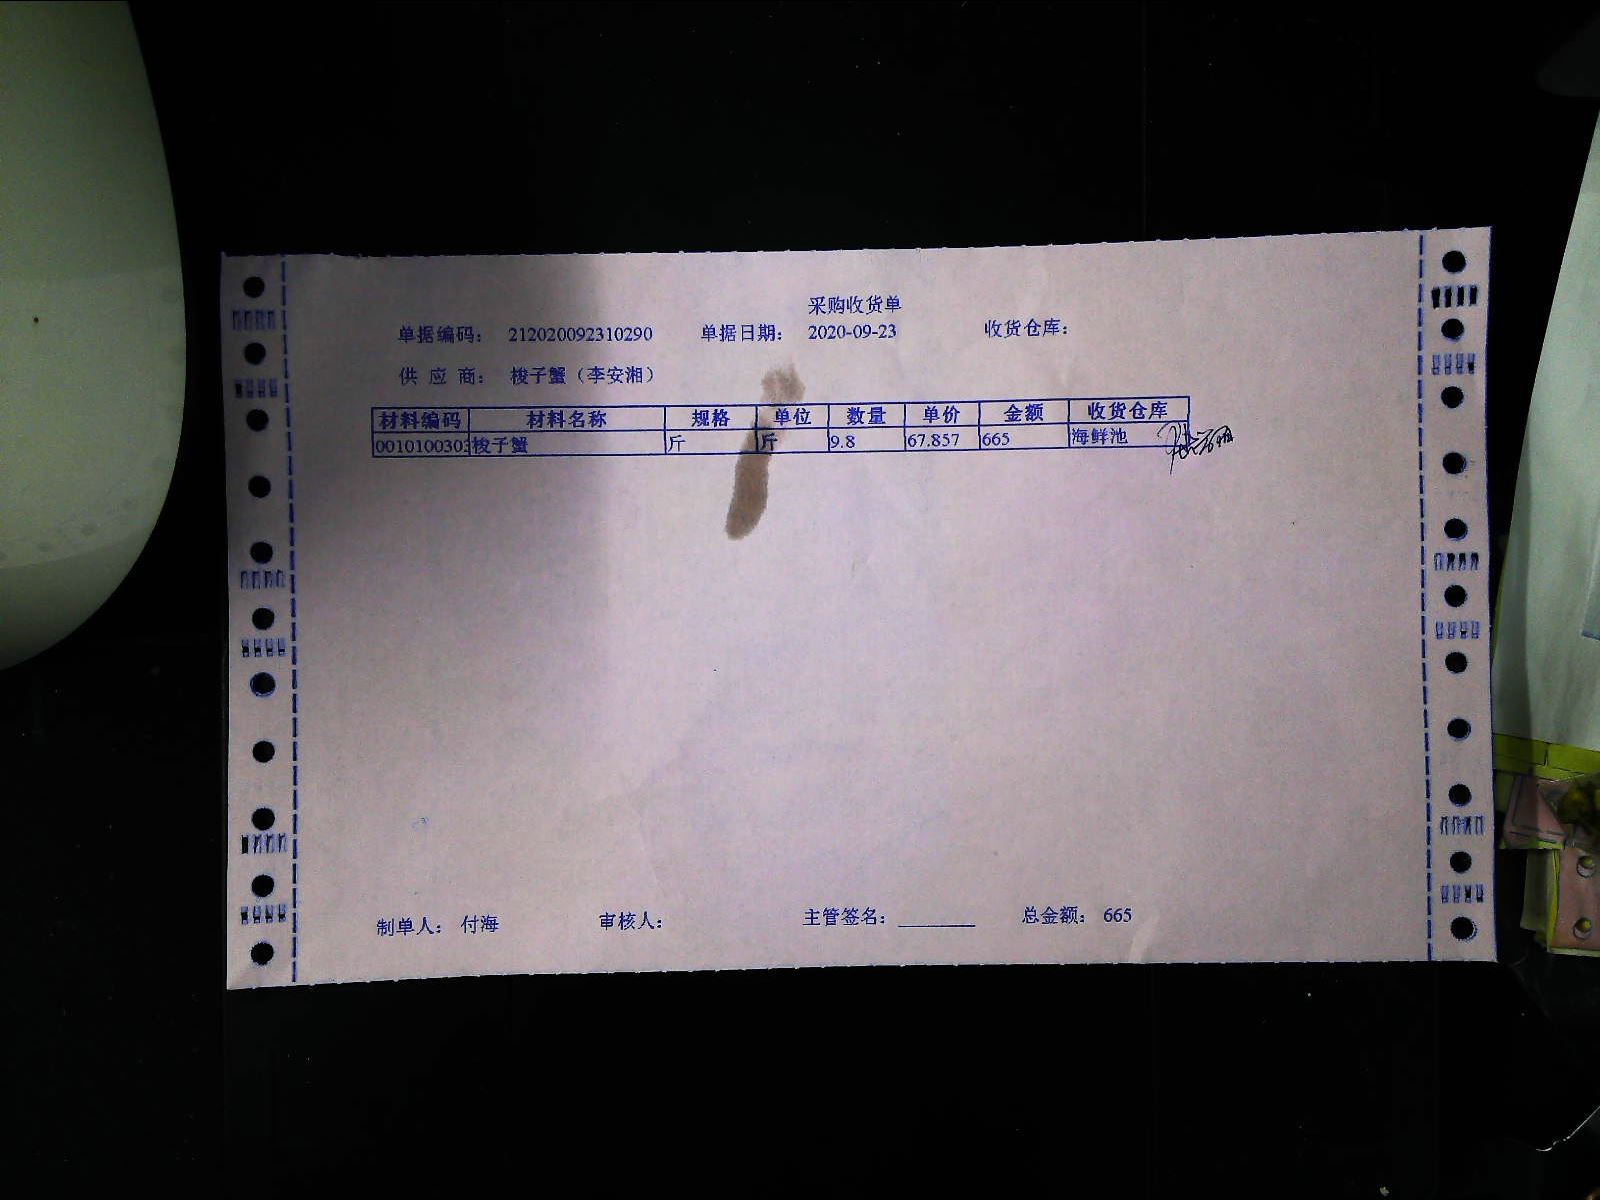 采购收货单
单据编码： 212020092310290 单据日期： 2020-09-23 收货仓库：
供 应 商： 梭子蟹（李安湘）
材料编码 材料名称 规格 单位 数量 单价 金额 收货仓库
0010100303 梭子蟹 斤 斤 9.8 67.857 665 海鲜池
制单人： 付海 审核人： 主管签名： ________ 总金额： 665